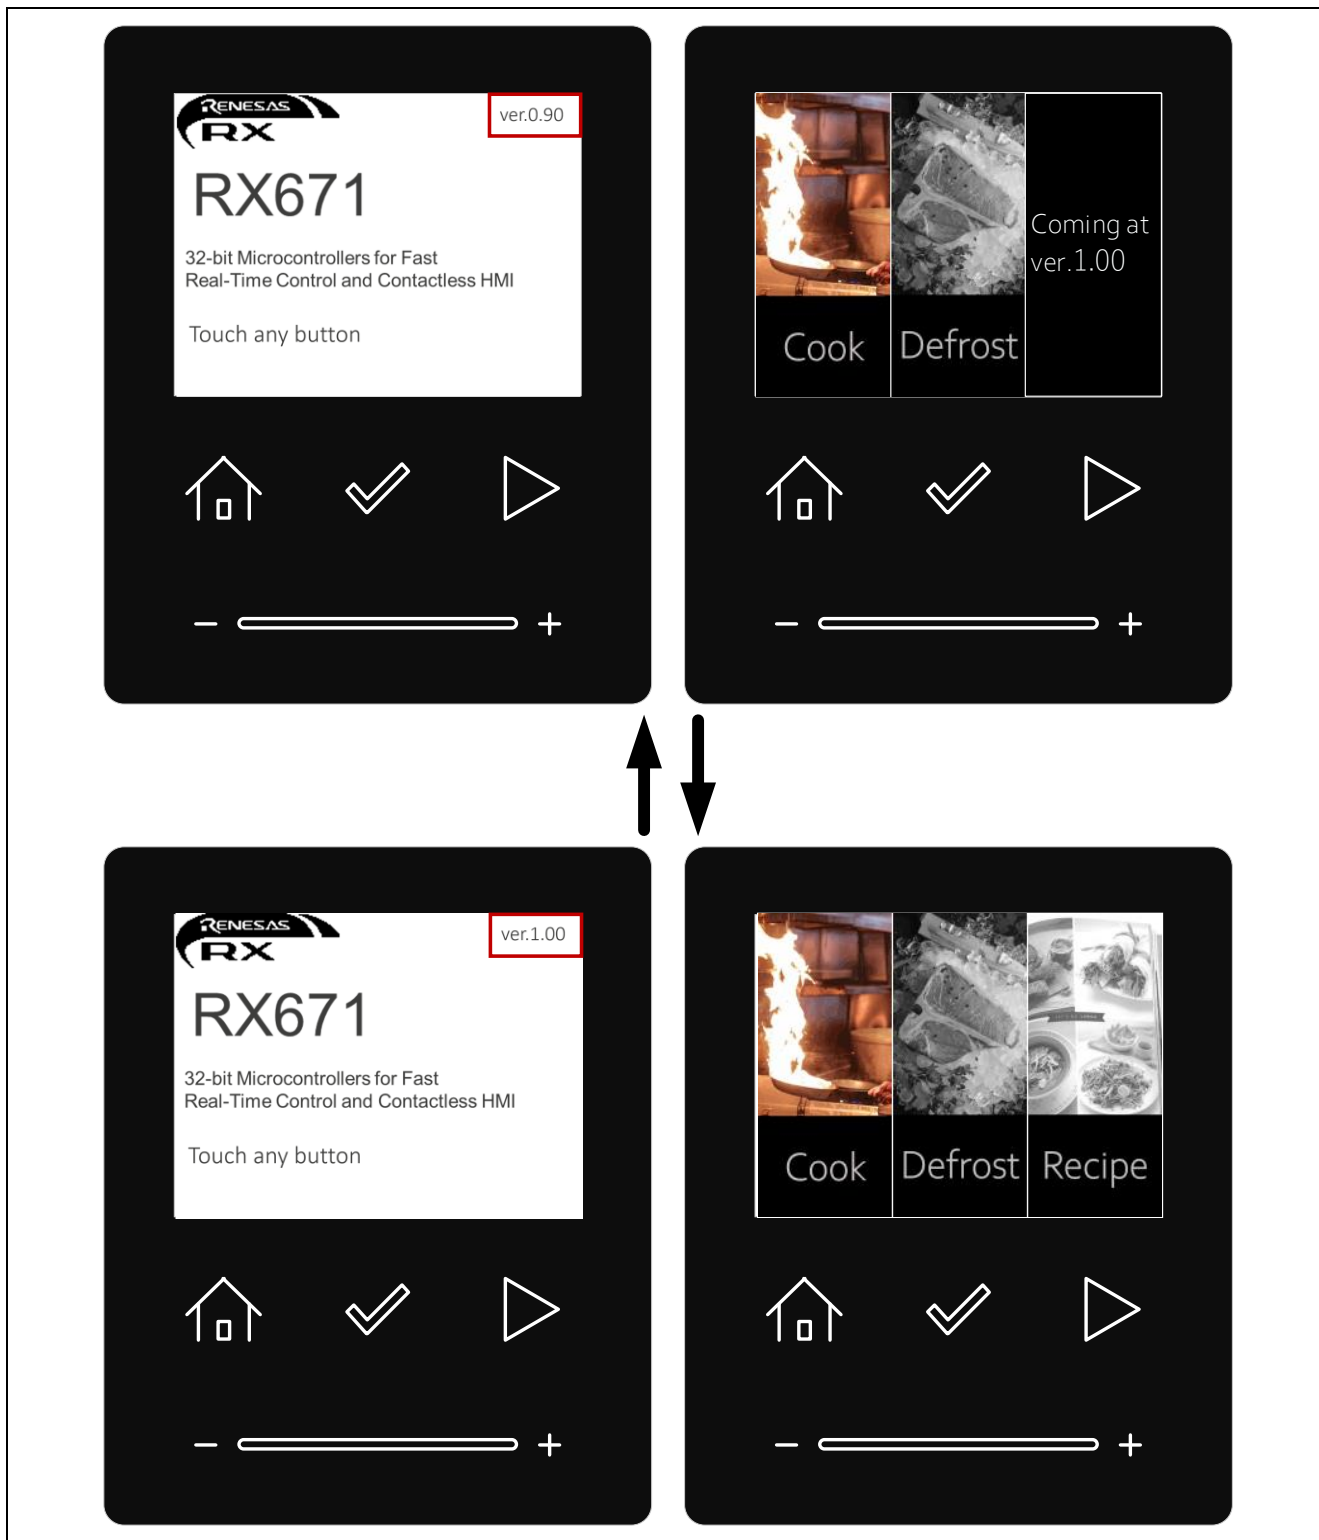 RENESAS
RX
ver.0.90
RX671
32-bit Microcontrollers for Fast
Real-Time Control and Contactless HMI
Touch any button
Cook
Defrost
Coming at
ver.1.00
RENESAS
RX
ver.1.00
RX671
32-bit Microcontrollers for Fast
Real-Time Control and Contactless HMI
Touch any button
Cook
Defrost
Recipe